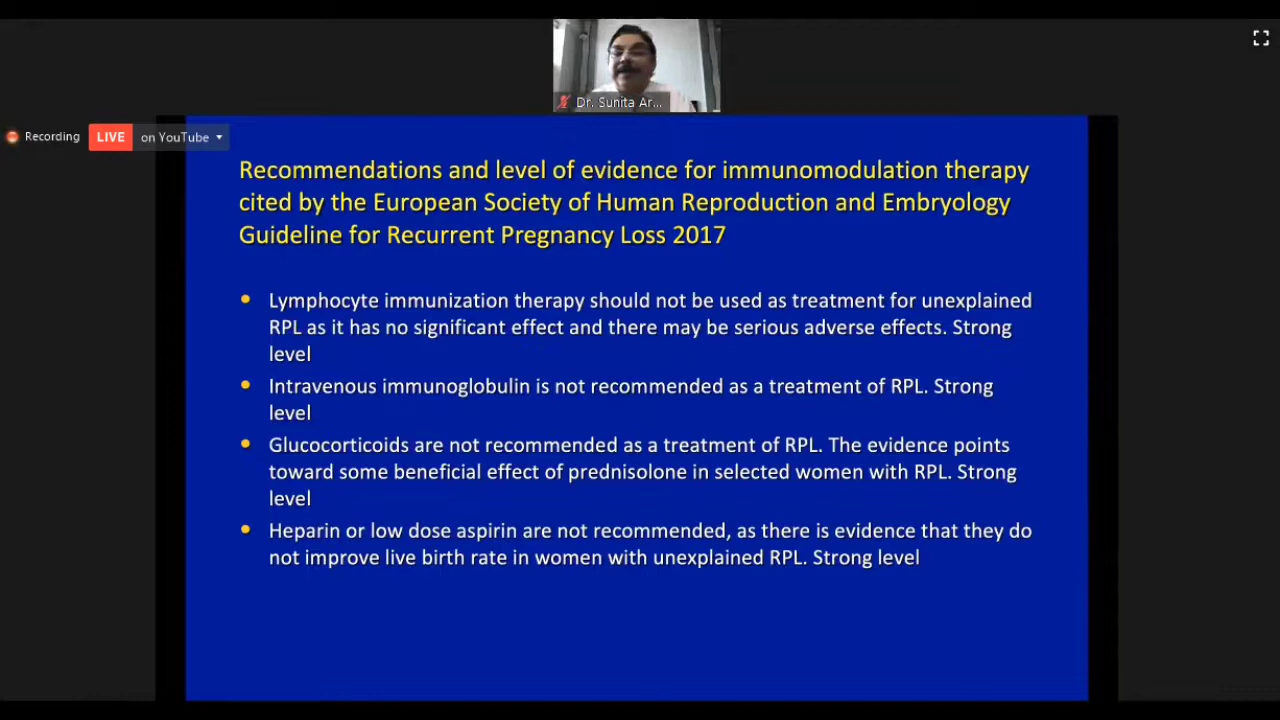 Dr. Sunita Ar...
Recording
LIVE
on YouTube
Recommendations and level of evidence for immunomodulation therapy
cited by the European Society of Human Reproduction and Embryology
Guideline for Recurrent Pregnancy Loss 2017
• Lymphocyte immunization therapy should not be used as treatment for unexplained
RPL as it has no significant effect and there may be serious adverse effects. Strong
level
• Intravenous immunoglobulin is not recommended as a treatment of RPL. Strong
level
• Glucocorticoids are not recommended as a treatment of RPL. The evidence points
toward some beneficial effect of prednisolone in selected women with RPL. Strong
level
• Heparin or low dose aspirin are not recommended, as there is evidence that they do
not improve live birth rate in women with unexplained RPL. Strong level